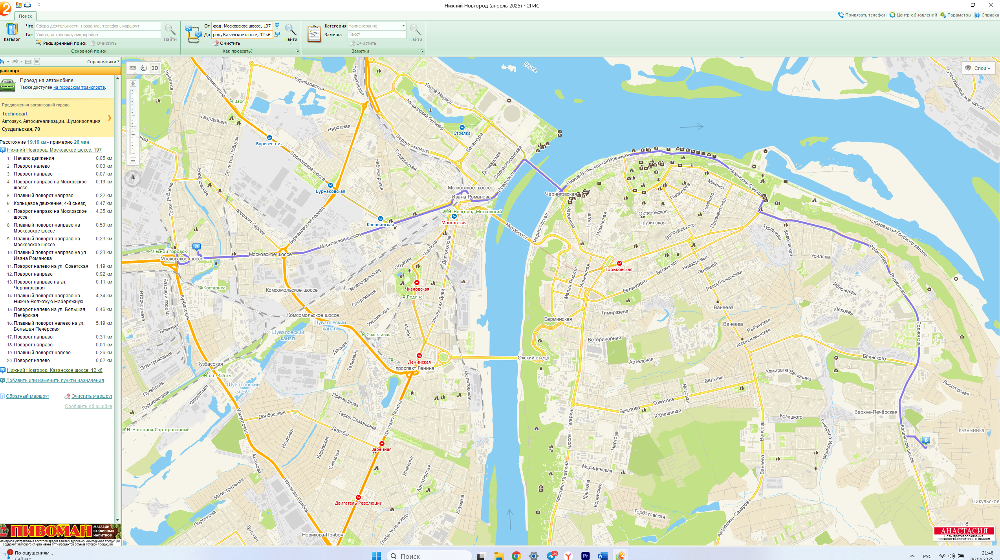 Нижний Новгород (апрель 2025) - 2ГИС
Поиск
Привязать телефон
Центр обновлений
Параметры
Справка
Каталог
Что
Сфера деятельности, название, телефон, маршрут
Где
Улица, остановка, микрорайон
Расширенный поиск
Очистить
Найти
Основной поиск
От
род, Московское шоссе, 197
До
род, Казанское шоссе, 12 к6
Очистить
Найти
Как проехать?
Категория
Наименование
Заметка
Текст
Очистить
Найти
Заметки
Справочники
ранспорт
Проезд на автомобиле
Также доступен на городском транспорте.
Предложения организаций города
Technocart
Автозвук. Автосигнализации. Шумоизоляция
Суздальская, 70
Расстояние 19,16 км - примерно 26 мин
A Нижний Новгород, Московское шоссе, 197
1. Начало движения 0,05 км
2. Поворот налево 0,03 км
3. Поворот направо 0,07 км
4. Поворот направо на Московское 0,19 км
шоссе
5. Плавный поворот направо 0,22 км
6. Кольцевое движение, 4-й съезд 0,47 км
7. Поворот направо на Московское 4,35 км
шоссе
8. Плавный поворот направо на 0,50 км
Московское шоссе
9. Плавный поворот направо на 0,23 км
Московское шоссе
10. Плавный поворот направо на ул. 0,23 км
Ивана Романова
11. Поворот налево на ул. Советская 1,19 км
12. Поворот направо 0,92 км
13. Поворот направо на ул. 0,11 км
Черниговская
14. Плавный поворот направо на 4,34 км
Нижне-Волжскую Набережную
15. Поворот налево на ул. Большая 0,46 км
Печёрская
16. Плавный поворот налево на ул. 5,19 км
Большая Печёрская
17. Поворот направо 0,31 км
18. Поворот направо 0,01 км
19. Плавный поворот налево 0,26 км
20. Поворот налево 0,02 км
B Нижний Новгород, Казанское шоссе, 12 к6
Добавить или изменить пункты назначения
Обратный маршрут
Очистить маршрут
Сообщить об ошибке
ПИВОМАН
МАГАЗИН
РАЗЛИВНЫХ
НАПИТКОВ
резмерное употребление алкоголя вредит вашему здоровью. Алкогольная продукция
содержит этилового спирта менее пяти процентов объема готовой продукции.
3D
Слои
Волга
Энгельса
Коминтерна
Бурнаковская
Бурнаковская
Карла Маркса
Мещерский бульвар
Стеклозаводское шоссе
Варя
Гвардейцев
Народная
Стрелка
Буревестник
Сергея Акимова
Бетанкура
50-летия Победы
Сормовское шоссе
Гордеевская
Чебоксарская
Должанская
Совнаркомовская
Советская
Нижне-Волжская набережная
Казанский Съезд
Берёзовская
Героя Рябцева
Бурнаковская
Московское шоссе
Ивана Романова
Черниговская
Минина
Пискунова
Семашко
Провиантская
проспект Героев
Бурнаковский проезд
Канавинская
Н. Новгород-Московский
Московская
Метромост
Черниговская
Заломова
Гоголя
Ильинская
Октябрьская
Грузинская
Володарского
Тургенева
Ковровская
набережная Гребного канала
Московское шоссе
A
Лесной городок
Московское шоссе
Московское шоссе
Чкалова
Долгополова
Обухова
Зеленодольская
Спортивная
Чкаловская
Родина
Горьковская
Белинского
Невзоровых
Генкиной
Республиканская
Белинского
Малая Ямская
Ильинская
Усилова
Родионова
Родионова
Яблоневая
Деловая
Костариха
Базовый проезд
Вторчермета
Кузбасская
Комсомольское шоссе
Комсомольское шоссе
Шуваловский
канал
Шуваловский
канал
Украинская
Искры
Июльских Дней
Барминская
Тимирязева
Ванеева
Ванеева
Рыбинская
Агрономическая
Ветеринарная
Родионова
Ближняя
Счастливая
Дачная
Тельмана
Электровозная
Кузбасская
Ленинская
проспект Ленина
Окский съезд
Артельная
Бринского
Адмирала Васюнина
Верхняя
Моховая
Лысогорская
о.п. 435 км
Шуваловский
канал
Путейская
Гороховецкая
Удмуртская
Молитовская
Премудрова
Бекетова
Бекетова
Юбилейная
Козицкого
Верхне-Печёрская
Донбасская
Героя Самочкина
проспект Ленина
Н. Новгород-Сортировочный
Удмуртская
Дружбы
проспект Гагарина
Нартова
Ванеева
Генерала Ивлиева
Казанское шоссе
Кузьминка
B
Игарская
Кировская
Снежная
Заречная
Аксакова
Усиевича
Арктическая
Медицинская
проспект Гагарина
Крылова
Корейская
Ванеева
Магистральная
Новикова-Прибоя
Двигатель Революции
Баумана
Глеба Успенского
Никульское
Горбатовская
Академика Сахарова
Пермякова
Детская
Новикова-Прибоя
АНАСТАСИЯ
Есть противопоказания,
проконсультируйтесь с врачом.
1
По ощущениям...
Сейчас
Поиск
30
Pr
РУС
21:48
06.04.2025